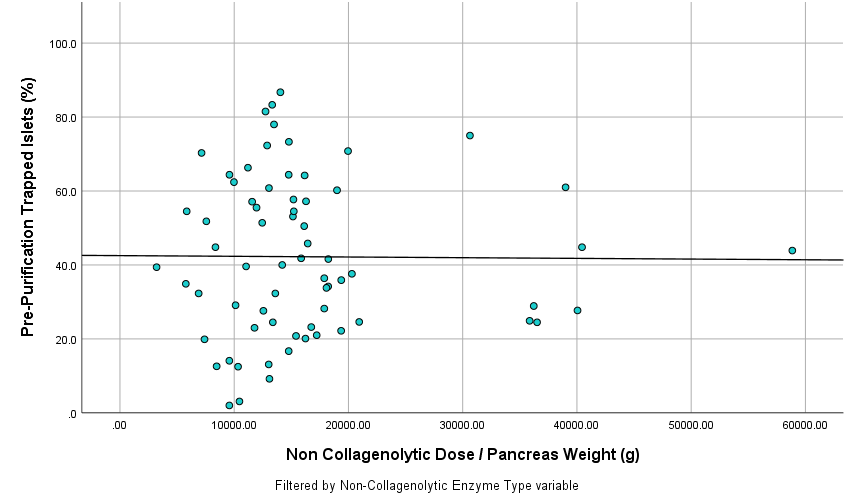 Pre-Purification Trapped Islets (%)
100.0
80.0
60.0
40.0
20.0
.0
.00 10000.00 20000.00 30000.00 40000.00 50000.00 60000.00
Non Collagenolytic Dose / Pancreas Weight (g)
Filtered by Non-Collagenolytic Enzyme Type variable